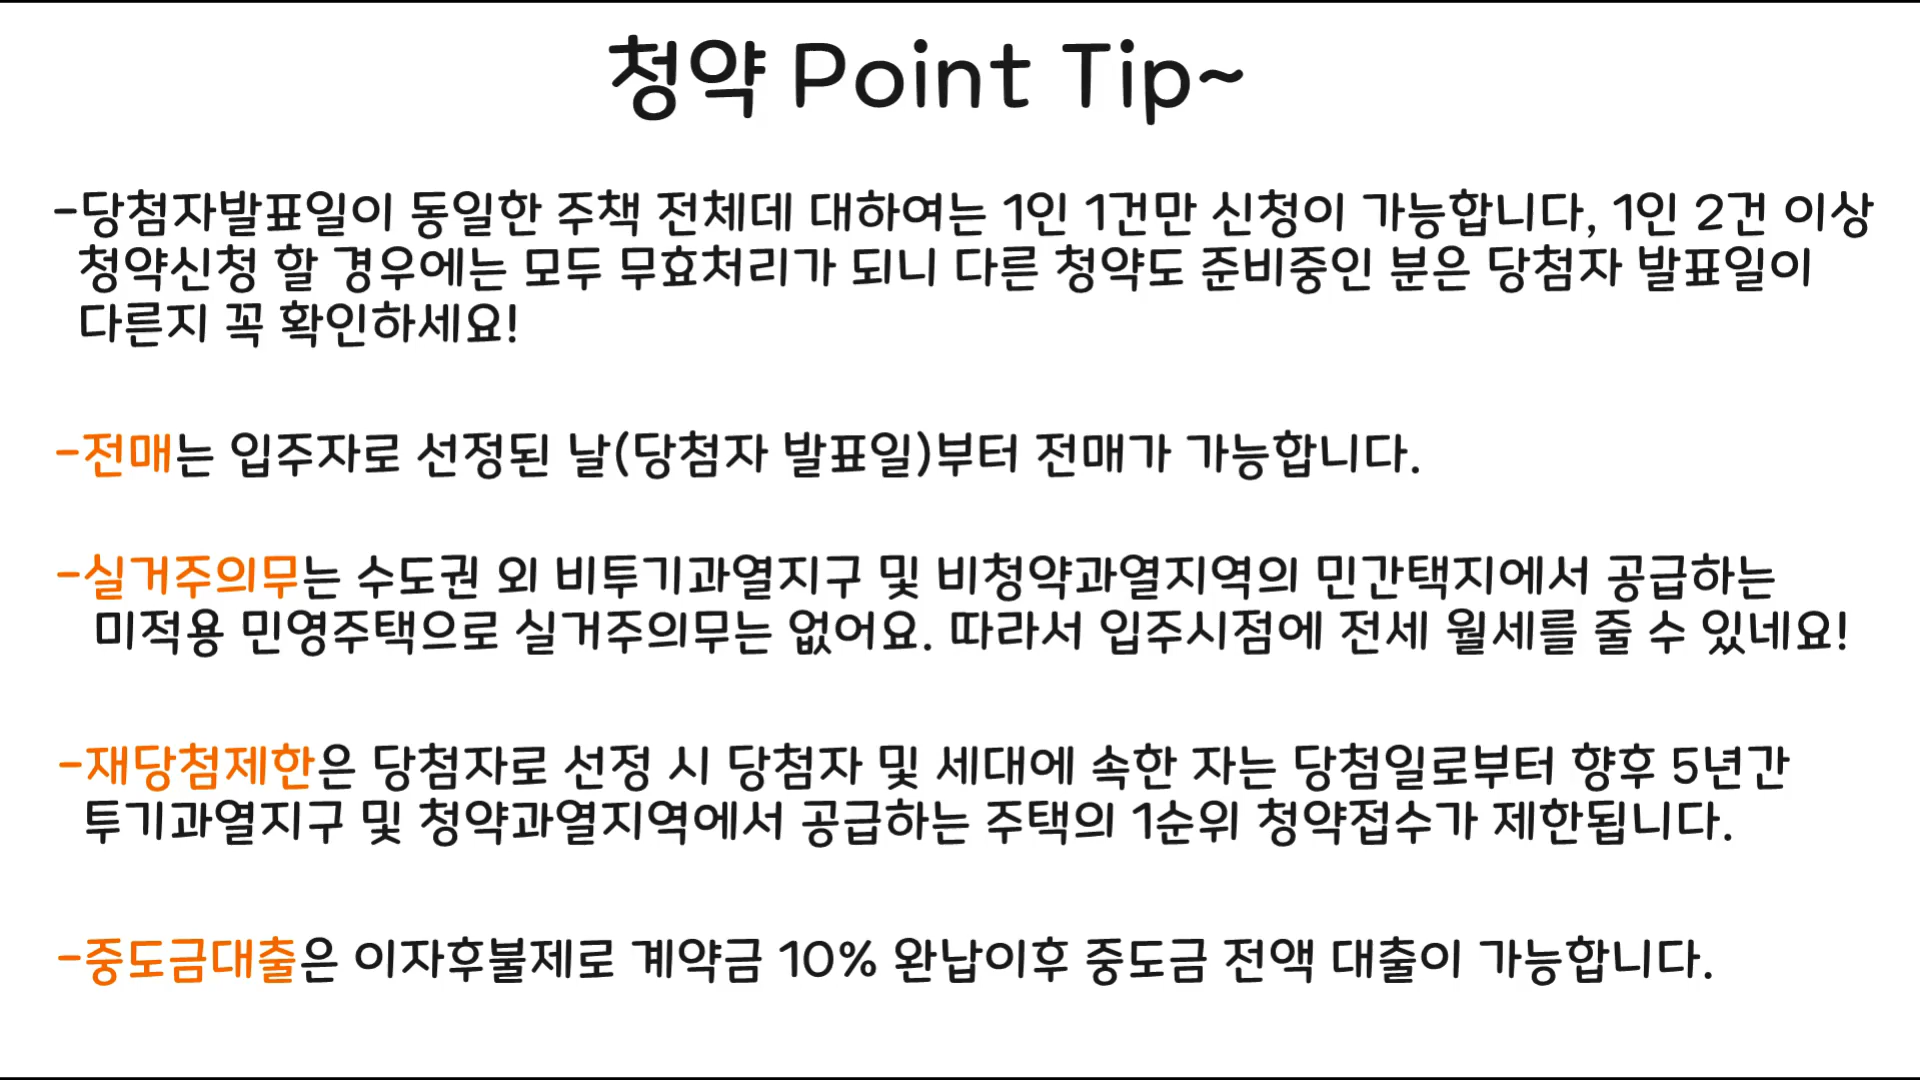 청약 Point Tip~
-당첨자발표일이 동일한 주책 전체데 대하여는 1인 1건만 신청이 가능합니다, 1인 2건 이상
청약신청 할 경우에는 모두 무효처리가 되니 다른 청약도 준비중인 분은 당첨자 발표일이
다른지 꼭 확인하세요!
-전매는 입주자로 선정된 날(당첨자 발표일)부터 전매가 가능합니다.
-실거주의무는 수도권 외 비투기과열지구 및 비청약과열지역의 민간택지에서 공급하는
미적용 민영주택으로 실거주의무는 없어요. 따라서 입주시점에 전세 월세를 줄 수 있네요!
-재당첨제한은 당첨자로 선정 시 당첨자 및 세대에 속한 자는 당첨일로부터 향후 5년간
투기과열지구 및 청약과열지역에서 공급하는 주택의 1순위 청약접수가 제한됩니다.
-중도금대출은 이자후불제로 계약금 10% 완납이후 중도금 전액 대출이 가능합니다.